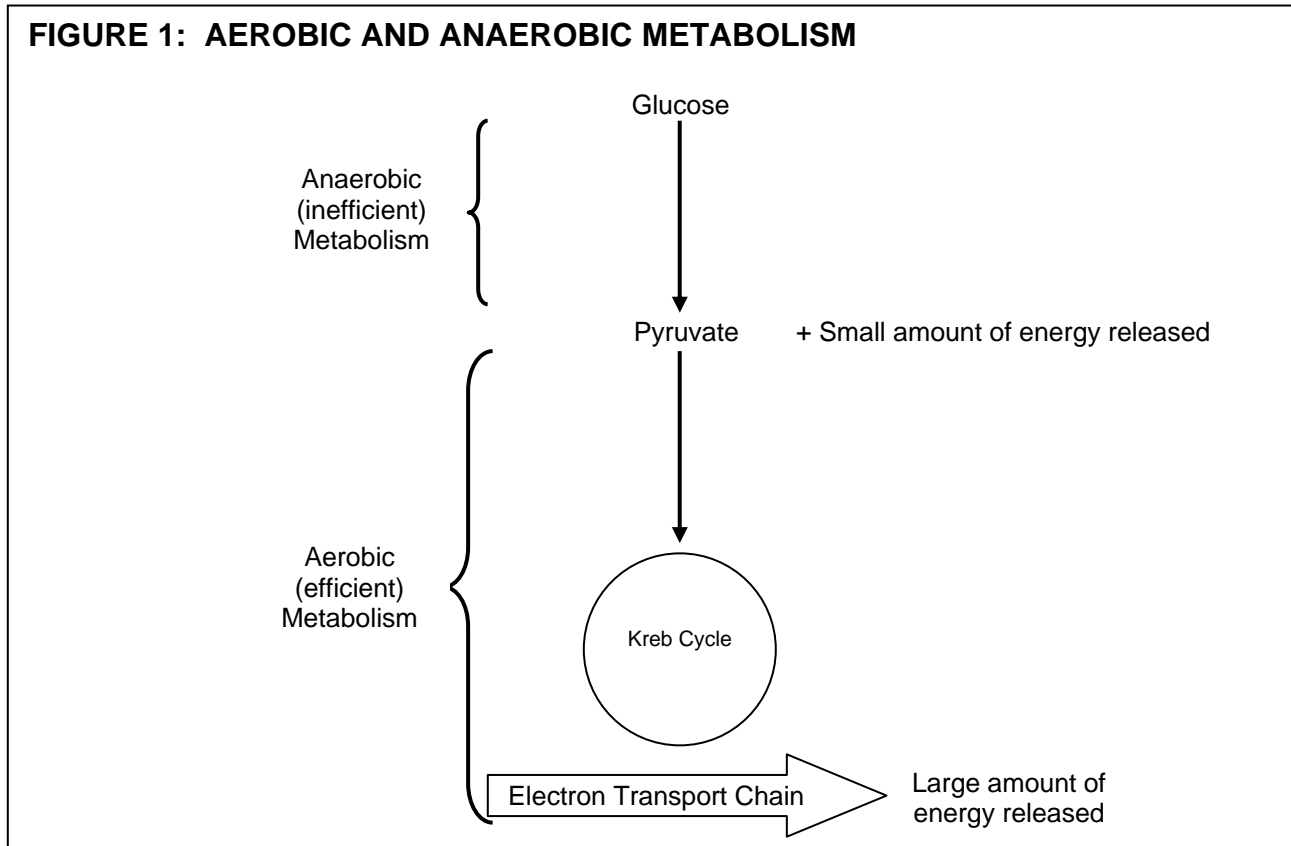 FIGURE 1: AEROBIC AND ANAEROBIC METABOLISM
Glucose
Anaerobic
(inefficient)
Metabolism
Pyruvate + Small amount of energy released
Aerobic
(efficient)
Metabolism
Kreb Cycle
Electron Transport Chain
Large amount of
energy released